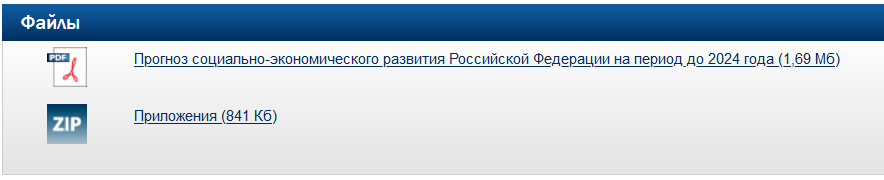 Файлы
PDF
Прогноз социально-экономического развития Российской Федерации на период до 2024 года (1,69 Мб)
ZIP
Приложения (841 Кб)